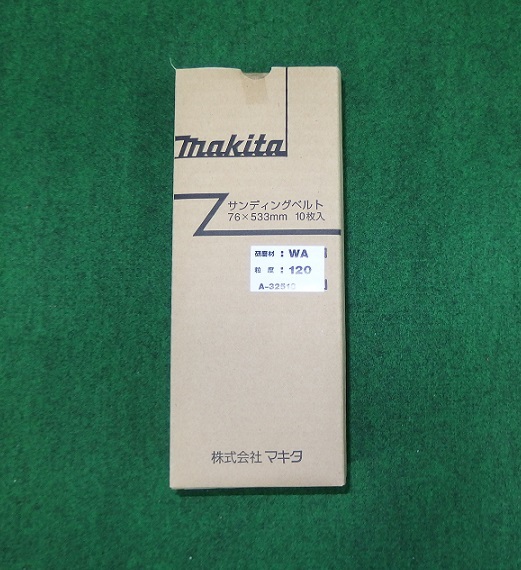 makita
サンディングベルト
76×533mm 10枚入
研磨材 : WA
粒度 : 120
株式会社 マキタ